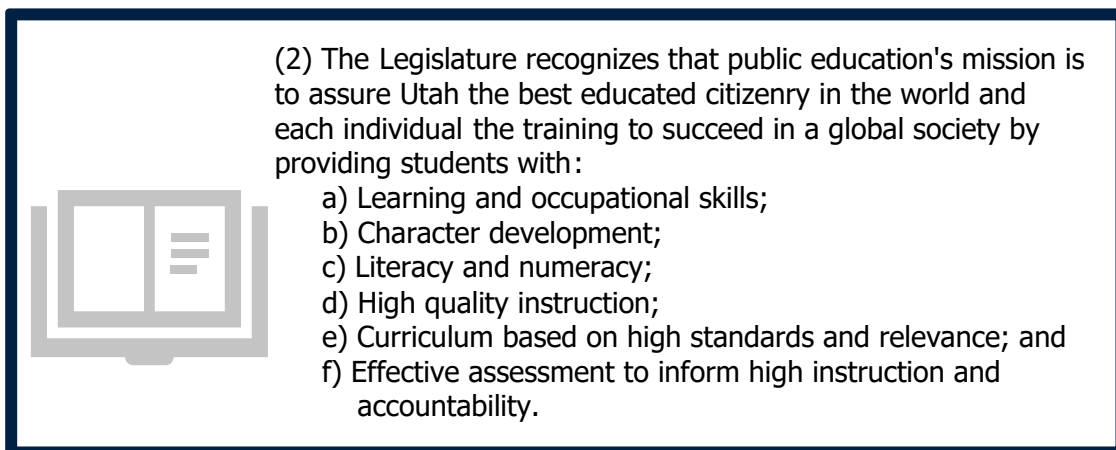 (2) The Legislature recognizes that public education's mission is
to assure Utah the best educated citizenry in the world and
each individual the training to succeed in a global society by
providing students with:
a) Learning and occupational skills;
b) Character development;
c) Literacy and numeracy;
d) High quality instruction;
e) Curriculum based on high standards and relevance; and
f) Effective assessment to inform high instruction and
accountability.